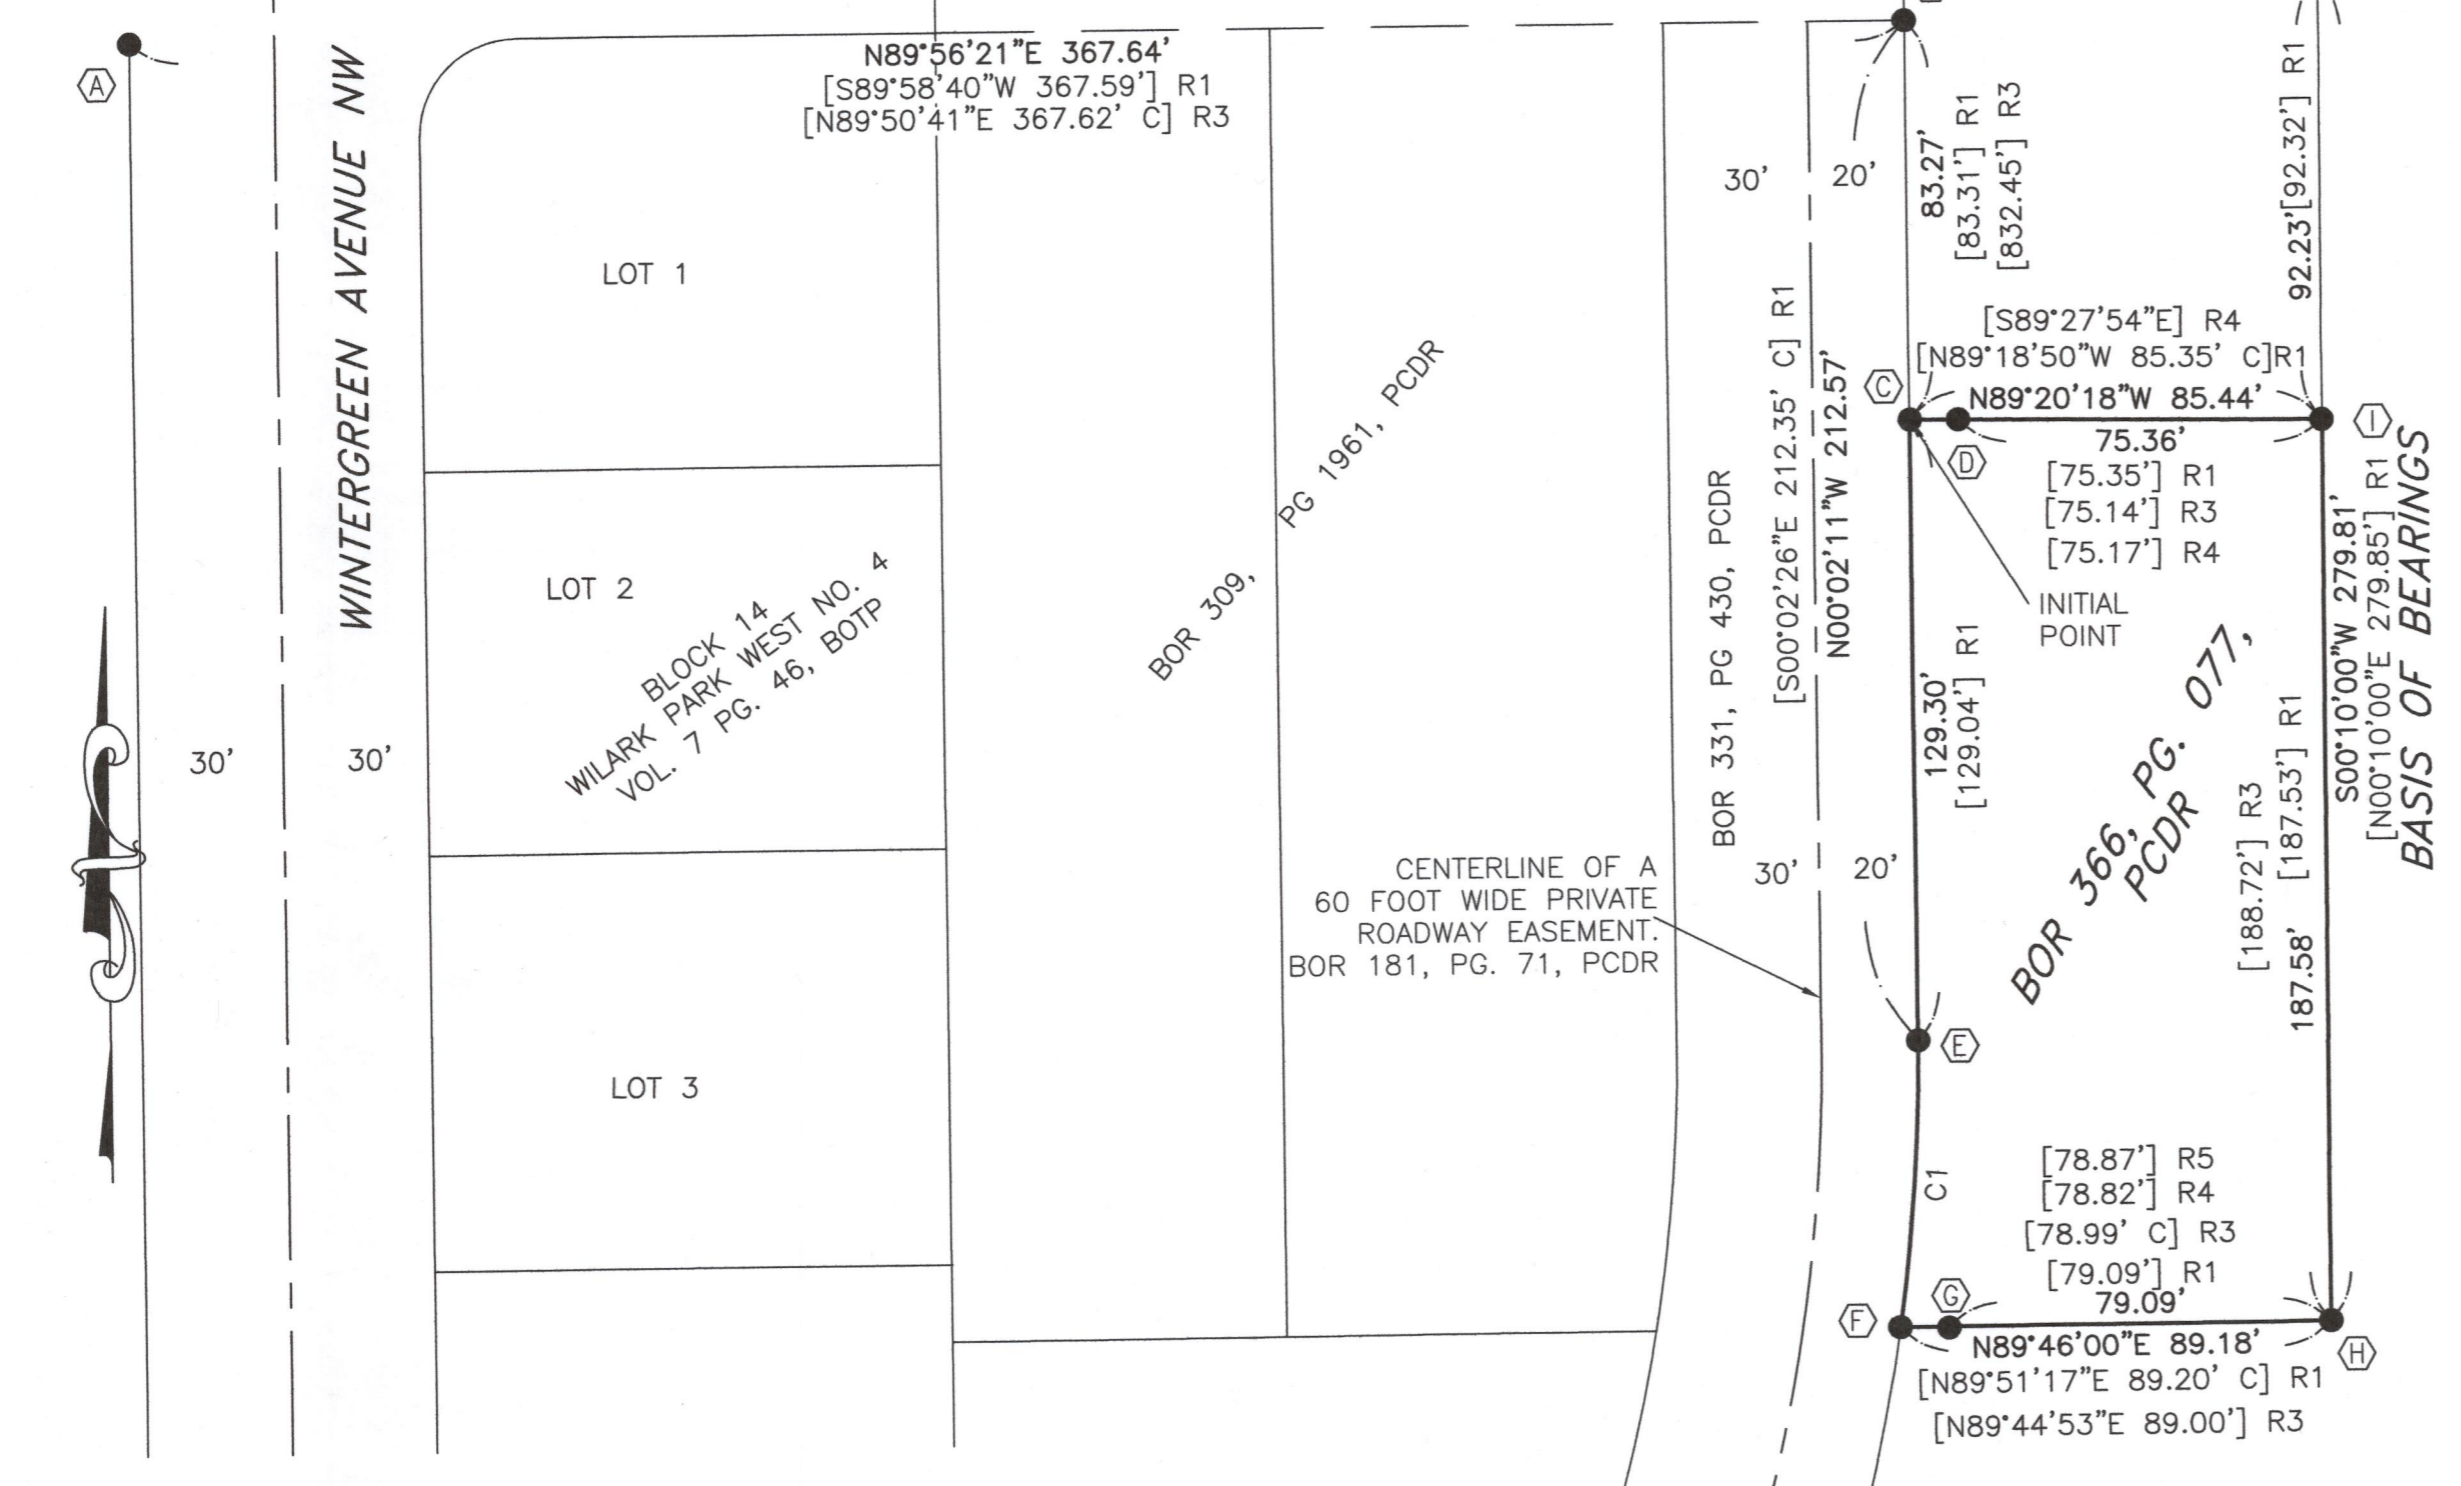 A
WINTERGREEN AVENUE NW
30'
30'
N89°56'21"E 367.64'
[S89°58'40"W 367.59'] R1
[N89°50'41"E 367.62' C] R3
LOT 1
LOT 2
BLOCK 14
WILARK PARK WEST NO. 4
VOL. 7 PG. 46, BOTP
LOT 3
BOR 309, PG 1961, PCDR
BOR 331, PG 430, PCDR
CENTERLINE OF A
60 FOOT WIDE PRIVATE
ROADWAY EASEMENT.
BOR 181, PG. 71, PCDR
30'
20'
[S00°02'26"E 212.35' C] R1
N00°02'11"W 212.57'
30'
20'
83.27'
[83.31'] R1
[832.45'] R3
92.23'[92.32'] R1
[S89°27'54"E] R4
[N89°18'50"W 85.35' C]R1
N89°20'18"W 85.44'
C
D
I
75.36'
[75.35'] R1
[75.14'] R3
[75.17'] R4
INITIAL
POINT
129.30'
[129.04'] R1
BOR 366, PG. 077,
PCDR
[188.72'] R3
187.58' [187.53'] R1
S00°10'00"W 279.81'
[N00°10'00"E 279.85'] R1
BASIS OF BEARINGS
E
C1
[78.87'] R5
[78.82'] R4
[78.99' C] R3
[79.09'] R1
79.09'
F
G
H
N89°46'00"E 89.18'
[N89°51'17"E 89.20' C] R1
[N89°44'53"E 89.00'] R3